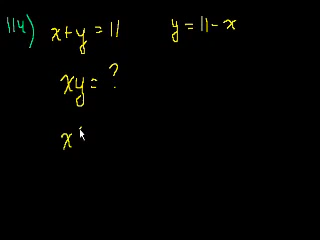 114) x+y = 11 y = 11 - x
xy = ?
x